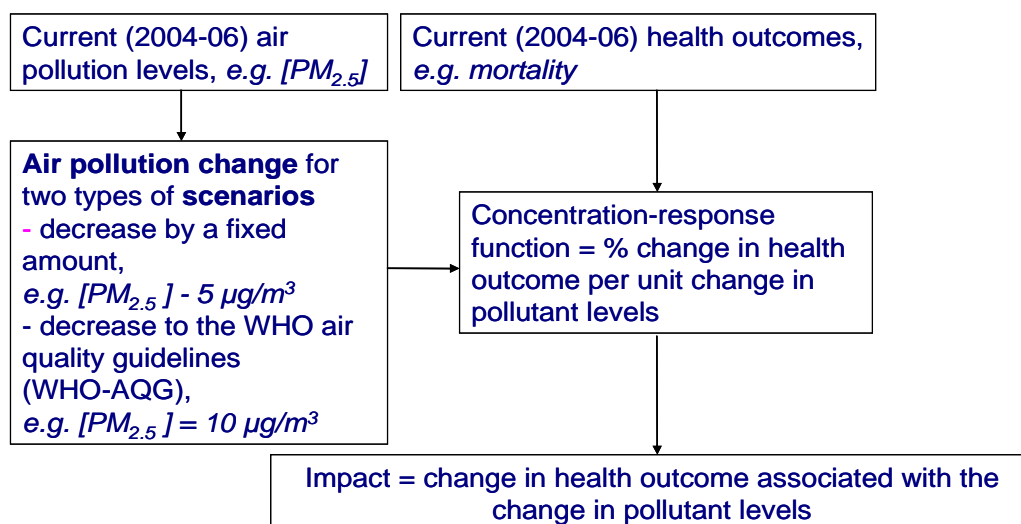 Current (2004-06) air
pollution levels, e.g. [PM2.5]
Current (2004-06) health outcomes,
e.g. mortality
Air pollution change for
two types of scenarios
- decrease by a fixed
amount,
e.g. [PM2.5 ] - 5 µg/m³
- decrease to the WHO air
quality guidelines
(WHO-AQG),
e.g. [PM2.5 ] = 10 µg/m³
Concentration-response
function = % change in health
outcome per unit change in
pollutant levels
Impact = change in health outcome associated with the
change in pollutant levels